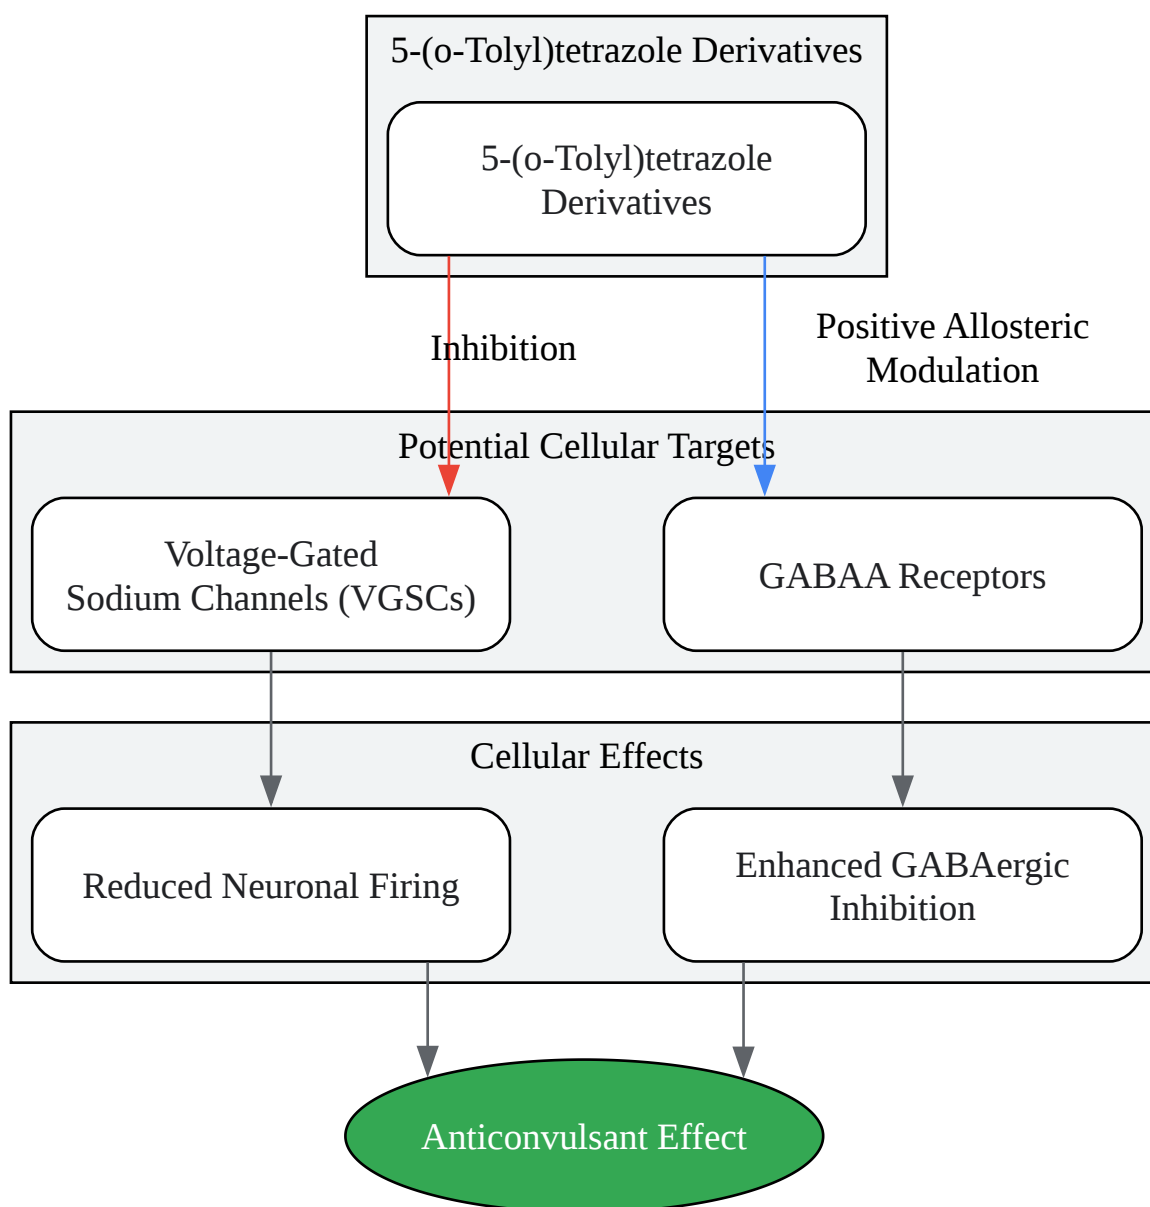 5-(o-Tolyl)tetrazole Derivatives
5-(o-Tolyl)tetrazole
Derivatives
Inhibition
Positive Allosteric
Modulation
Potential Cellular Targets
Voltage-Gated
Sodium Channels (VGSCs)
GABAA Receptors
Cellular Effects
Reduced Neuronal Firing
Enhanced GABAergic
Inhibition
Anticonvulsant Effect